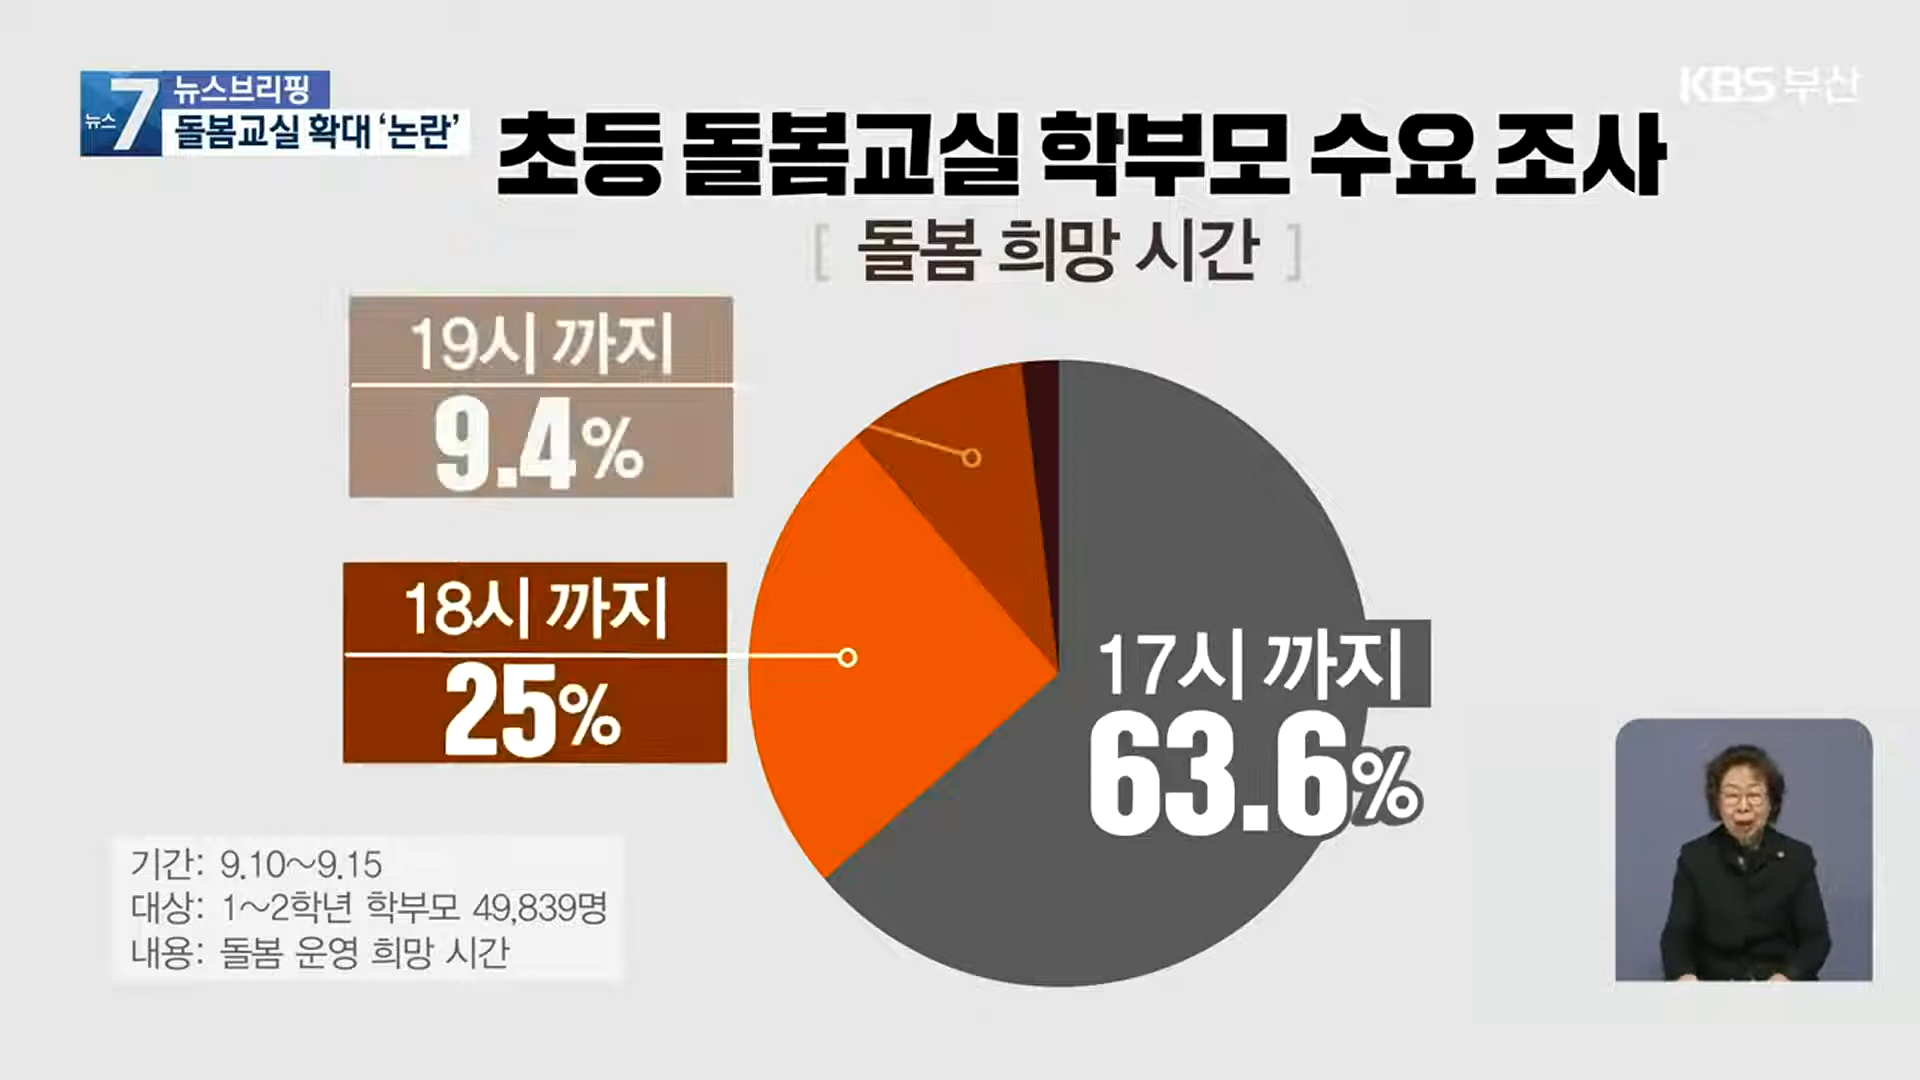 뉴스브리핑
뉴스7
돌봄교실 확대 ‘논란’
KBS 부산
초등 돌봄교실 학부모 수요 조사
[ 돌봄 희망 시간 ]
19시 까지
9.4%
18시 까지
25%
17시 까지
63.6%
기간: 9.10~9.15
대상: 1~2학년 학부모 49,839명
내용: 돌봄 운영 희망 시간